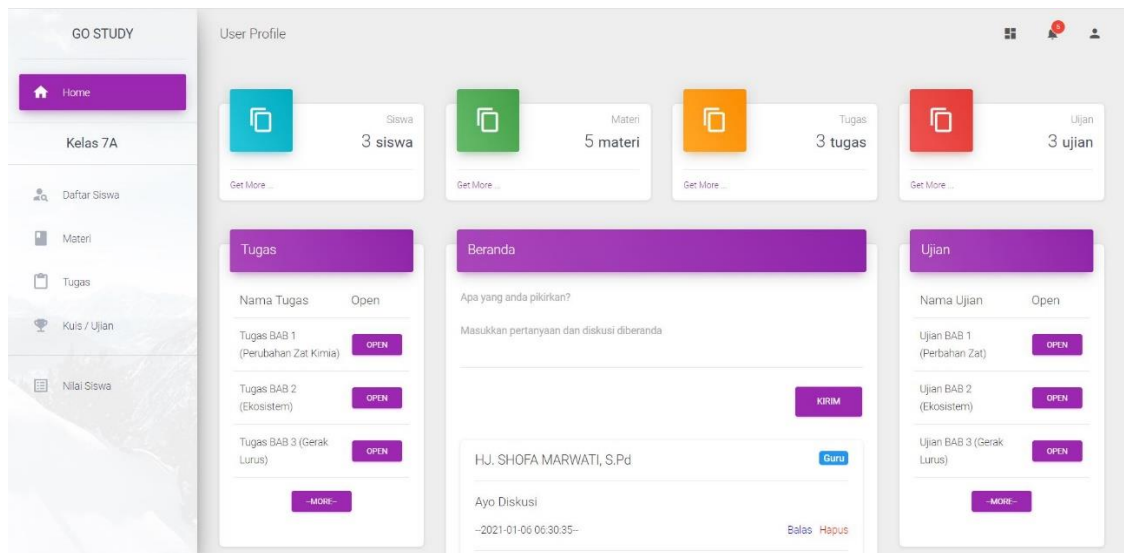 GO STUDY
User Profile
5
Home
Kelas 7A
Daftar Siswa
Materi
Tugas
Kuis / Ujian
Nilai Siswa
Siswa
3 siswa
Get More ...
Materi
5 materi
Get More ...
Tugas
3 tugas
Get More ...
Ujian
3 ujian
Get More ...
Tugas
Nama Tugas Open
Tugas BAB 1
(Perubahan Zat Kimia)
OPEN
Tugas BAB 2
(Ekosistem)
OPEN
Tugas BAB 3 (Gerak
Lurus)
OPEN
--MORE--
Beranda
Apa yang anda pikirkan?
Masukkan pertanyaan dan diskusi diberanda
KIRIM
HJ. SHOFA MARWATI, S.Pd Guru
Ayo Diskusi
--2021-01-06 06:30:35-- Balas Hapus
Ujian
Nama Ujian Open
Ujian BAB 1
(Perbahan Zat)
OPEN
Ujian BAB 2
(Ekosistem)
OPEN
Ujian BAB 3 (Gerak
Lurus)
OPEN
--MORE--